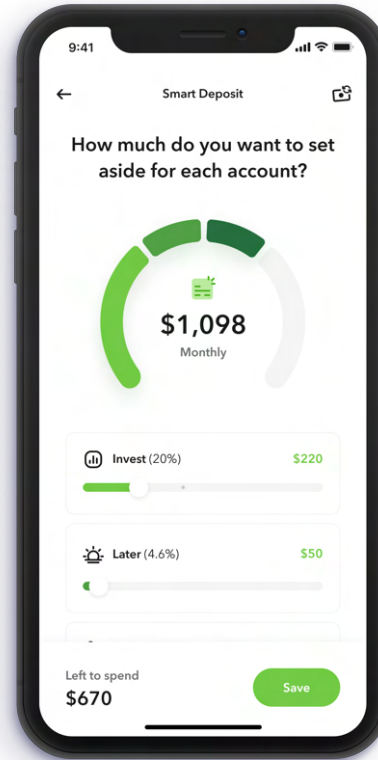 9:41
Smart Deposit
How much do you want to set
aside for each account?
$1,098
Monthly
Invest (20%) $220
Later (4.6%) $50
Left to spend
$670
Save